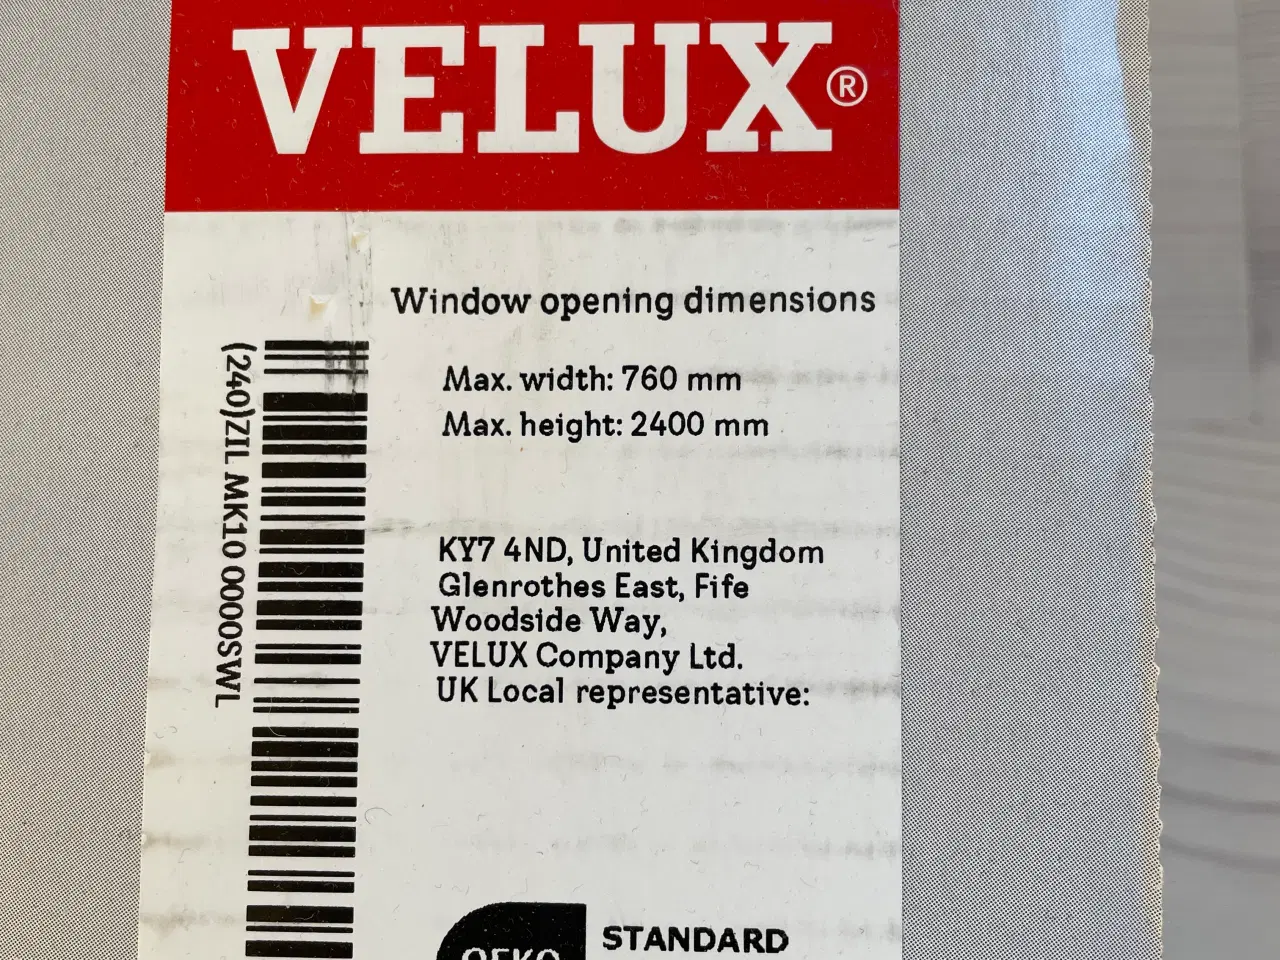 VELUX®
Window opening dimensions
Max. width: 760 mm
Max. height: 2400 mm
(240)ZIL MK10 0000SWL
KY7 4ND, United Kingdom
Glenrothes East, Fife
Woodside Way,
VELUX Company Ltd.
UK Local representative:
OEKO
STANDARD